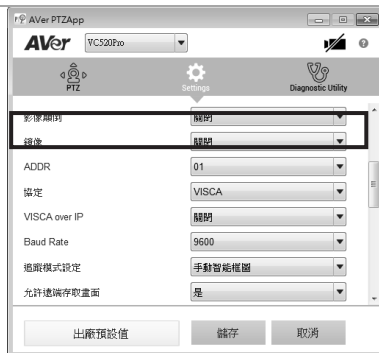 AVer PTZApp
AVer VC520Pro
PTZ Settings Diagnostic Utility
影像顛倒 關閉
鏡像 關閉
ADDR 01
協定 VISCA
VISCA over IP 關閉
Baud Rate 9600
追蹤模式設定 手動智能框圖
允許遠端存取畫面 是
出廠預設值 儲存 取消